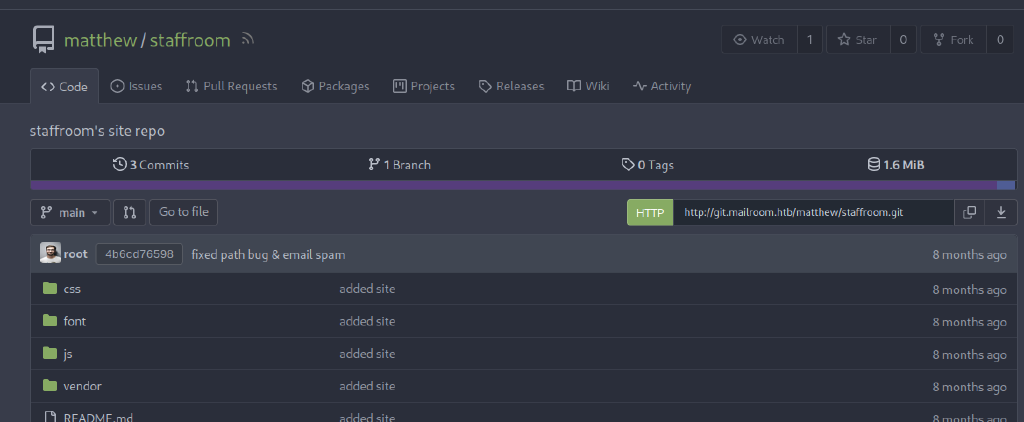 matthew / staffroom
Watch 1 Star 0 Fork 0
Code Issues Pull Requests Packages Projects Releases Wiki Activity
staffroom's site repo
3 Commits 1 Branch 0 Tags 1.6 MiB
main Go to file HTTP http://git.mailroom.htb/matthew/staffroom.git
root 4b6cd76598 fixed path bug & email spam 8 months ago
css added site 8 months ago
font added site 8 months ago
js added site 8 months ago
vendor added site 8 months ago
README.md added site 8 months ago